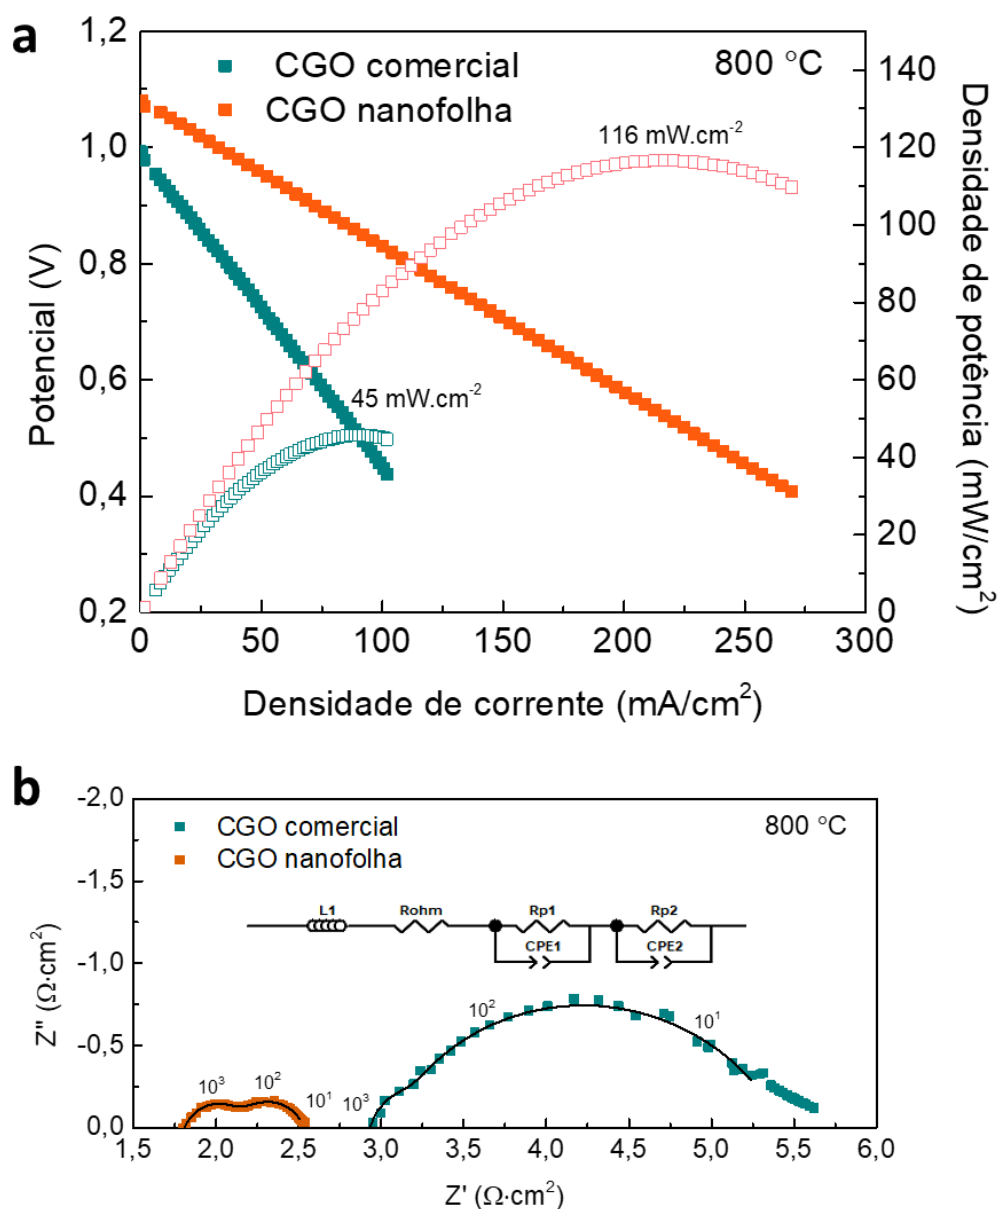 a
CGO comercial
CGO nanofolha
800 °C
116 mW.cm-2
45 mW.cm-2
1,2
1,0
0,8
0,6
0,4
0,2
Potencial (V)
140
120
100
80
60
40
20
0
Densidade de potência (mW/cm2)
0 50 100 150 200 250 300
Densidade de corrente (mA/cm2)
b
CGO comercial
CGO nanofolha
800 °C
L1 Rohm Rp1 Rp2
CPE1 CPE2
-2,0
-1,5
-1,0
-0,5
0,0
Z'' (Ω·cm2)
10³ 10² 10¹
10³ 10² 10¹
1,5 2,0 2,5 3,0 3,5 4,0 4,5 5,0 5,5 6,0
Z' (Ω·cm2)